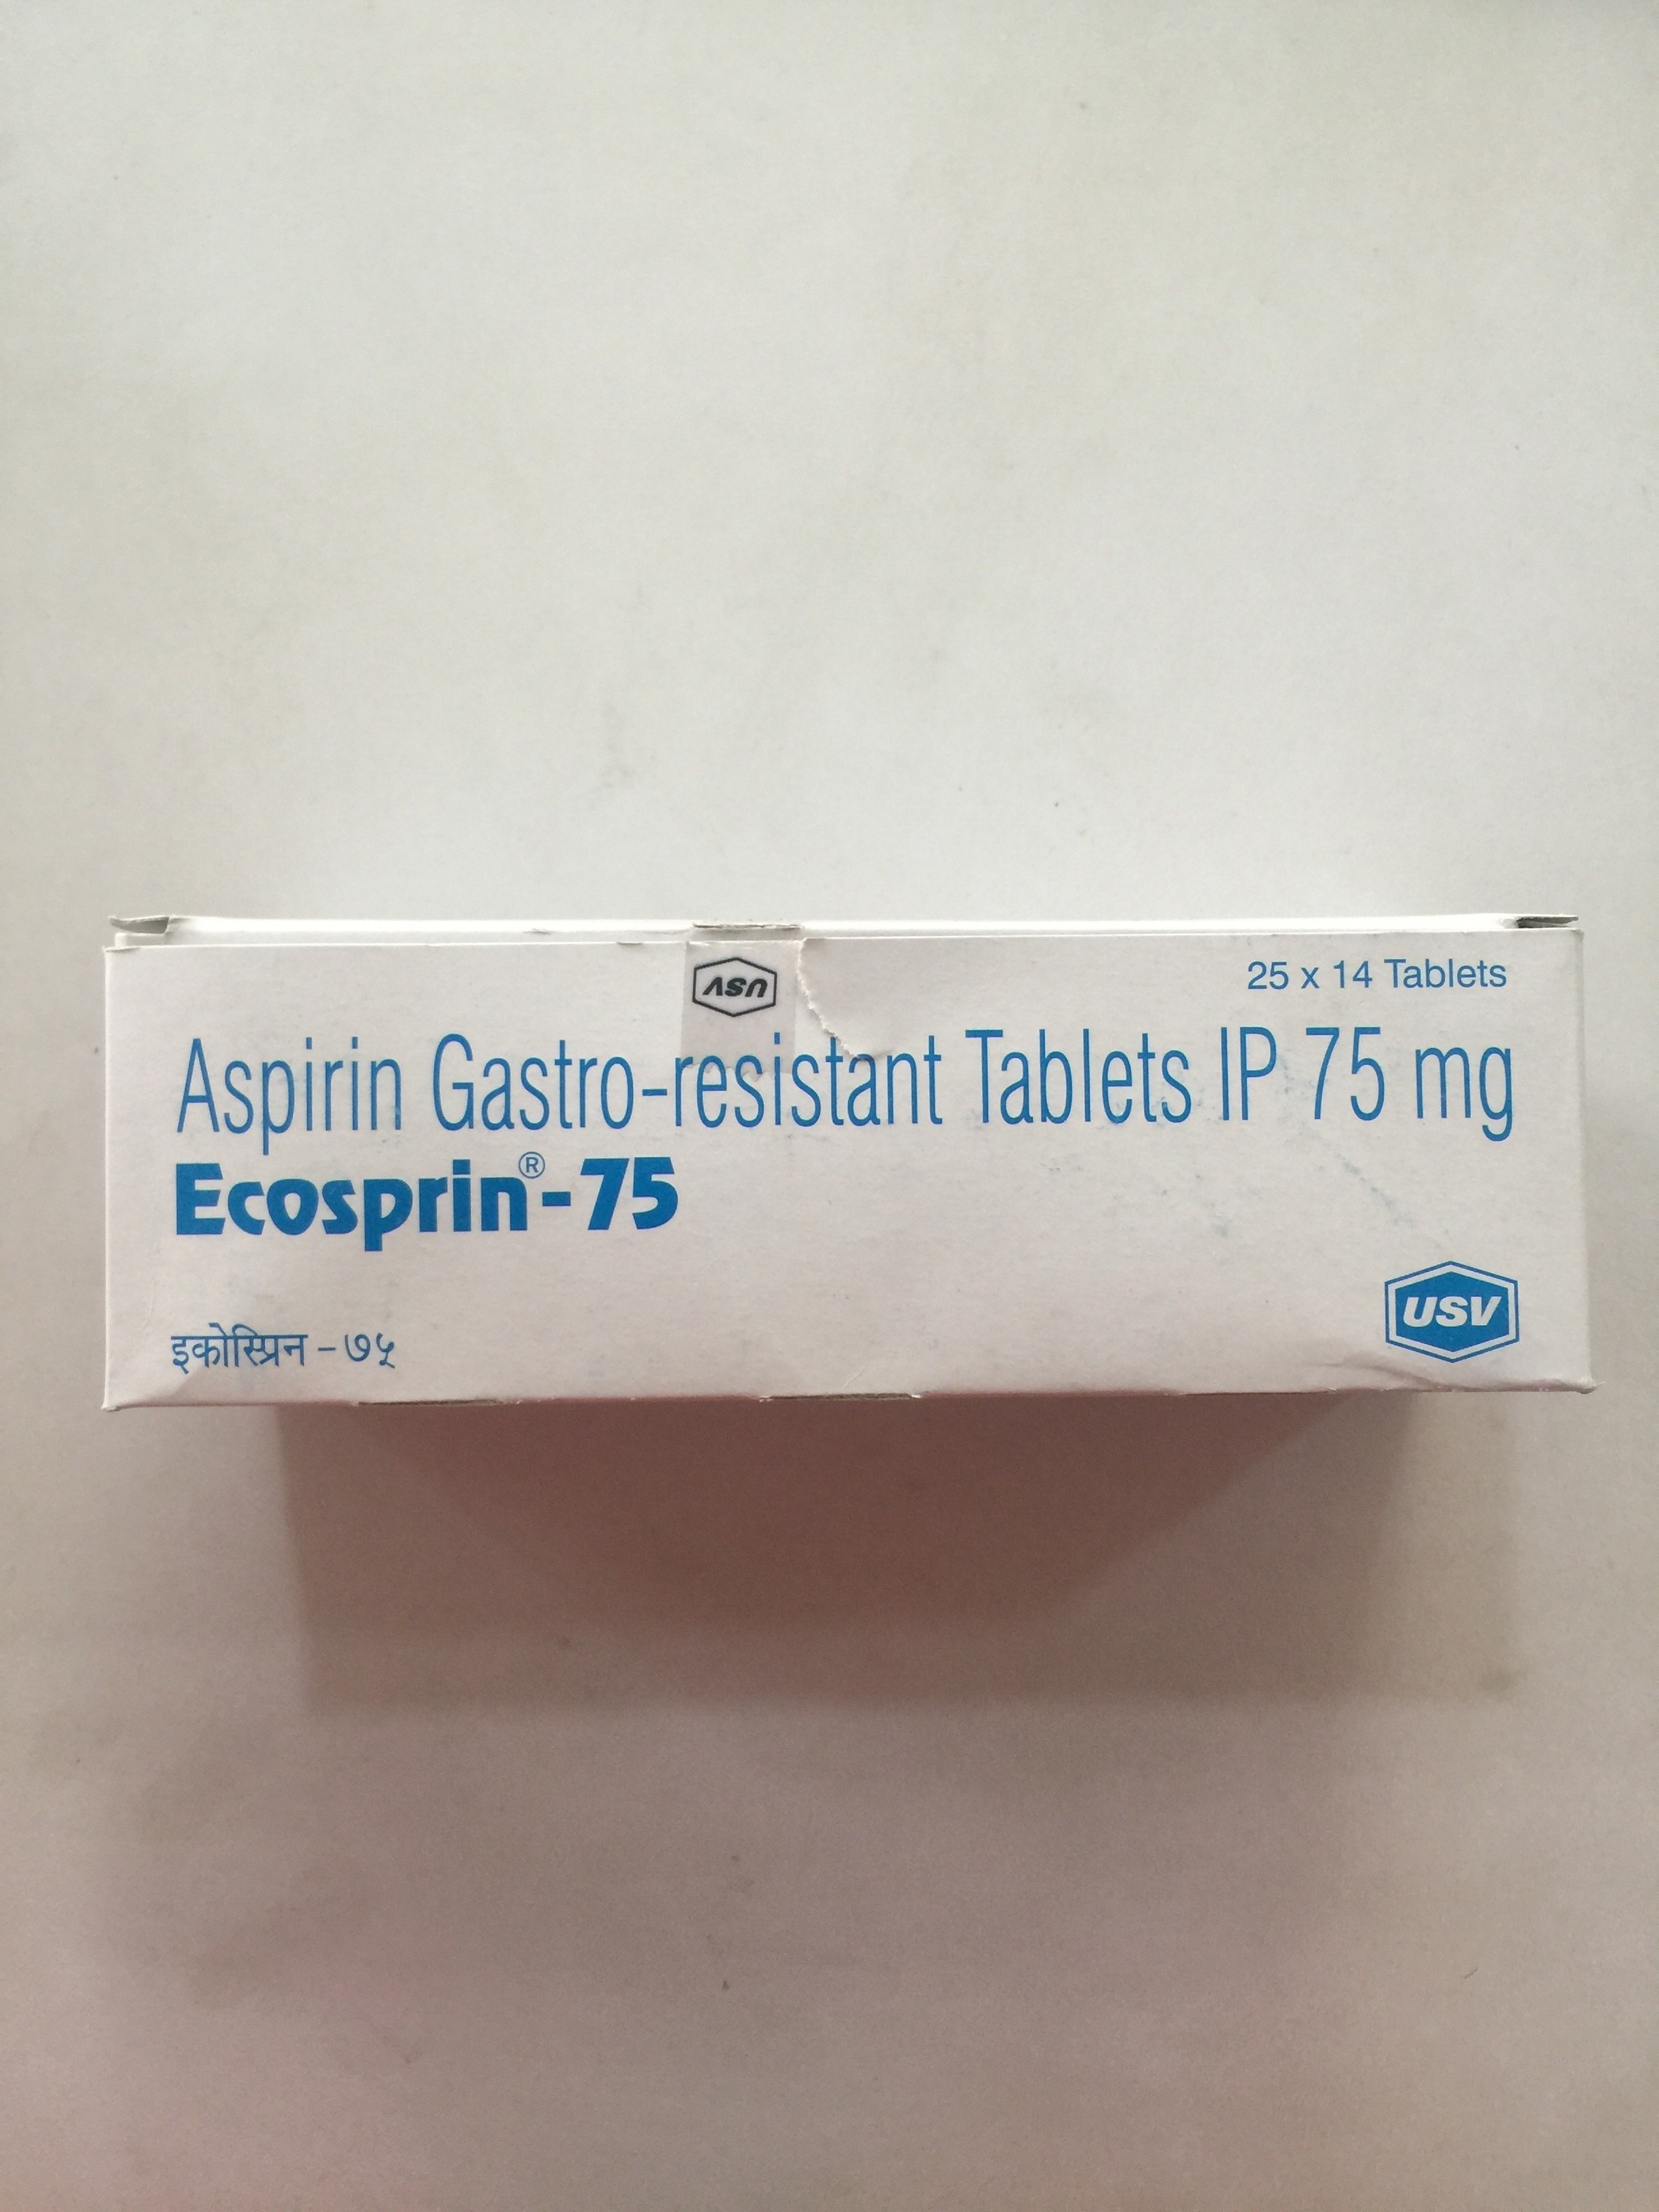 USV
25 x 14 Tablets
Aspirin Gastro-resistant Tablets IP 75 mg
Ecosprin®-75
USV
इकोस्प्रिन – ७५